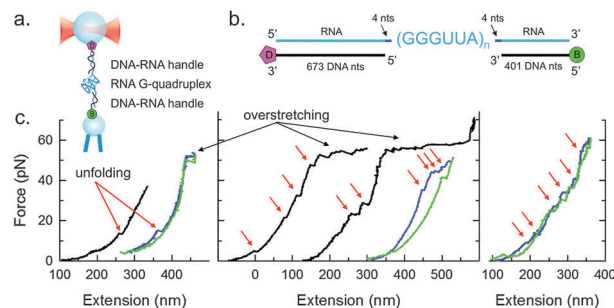 a.
D
DNA-RNA handle
RNA G-quadruplex
DNA-RNA handle
B
b.
5'
RNA
4 nts
(GGGUUA)n
4 nts
RNA
3'
D
3'
673 DNA nts
5'
3'
401 DNA nts
B
5'
c.
overstretching
unfolding
Force (pN)
60
40
20
0
100 200 300 400
Extension (nm)
0 100 200 300 400 500
Extension (nm)
200 300 400
Extension (nm)